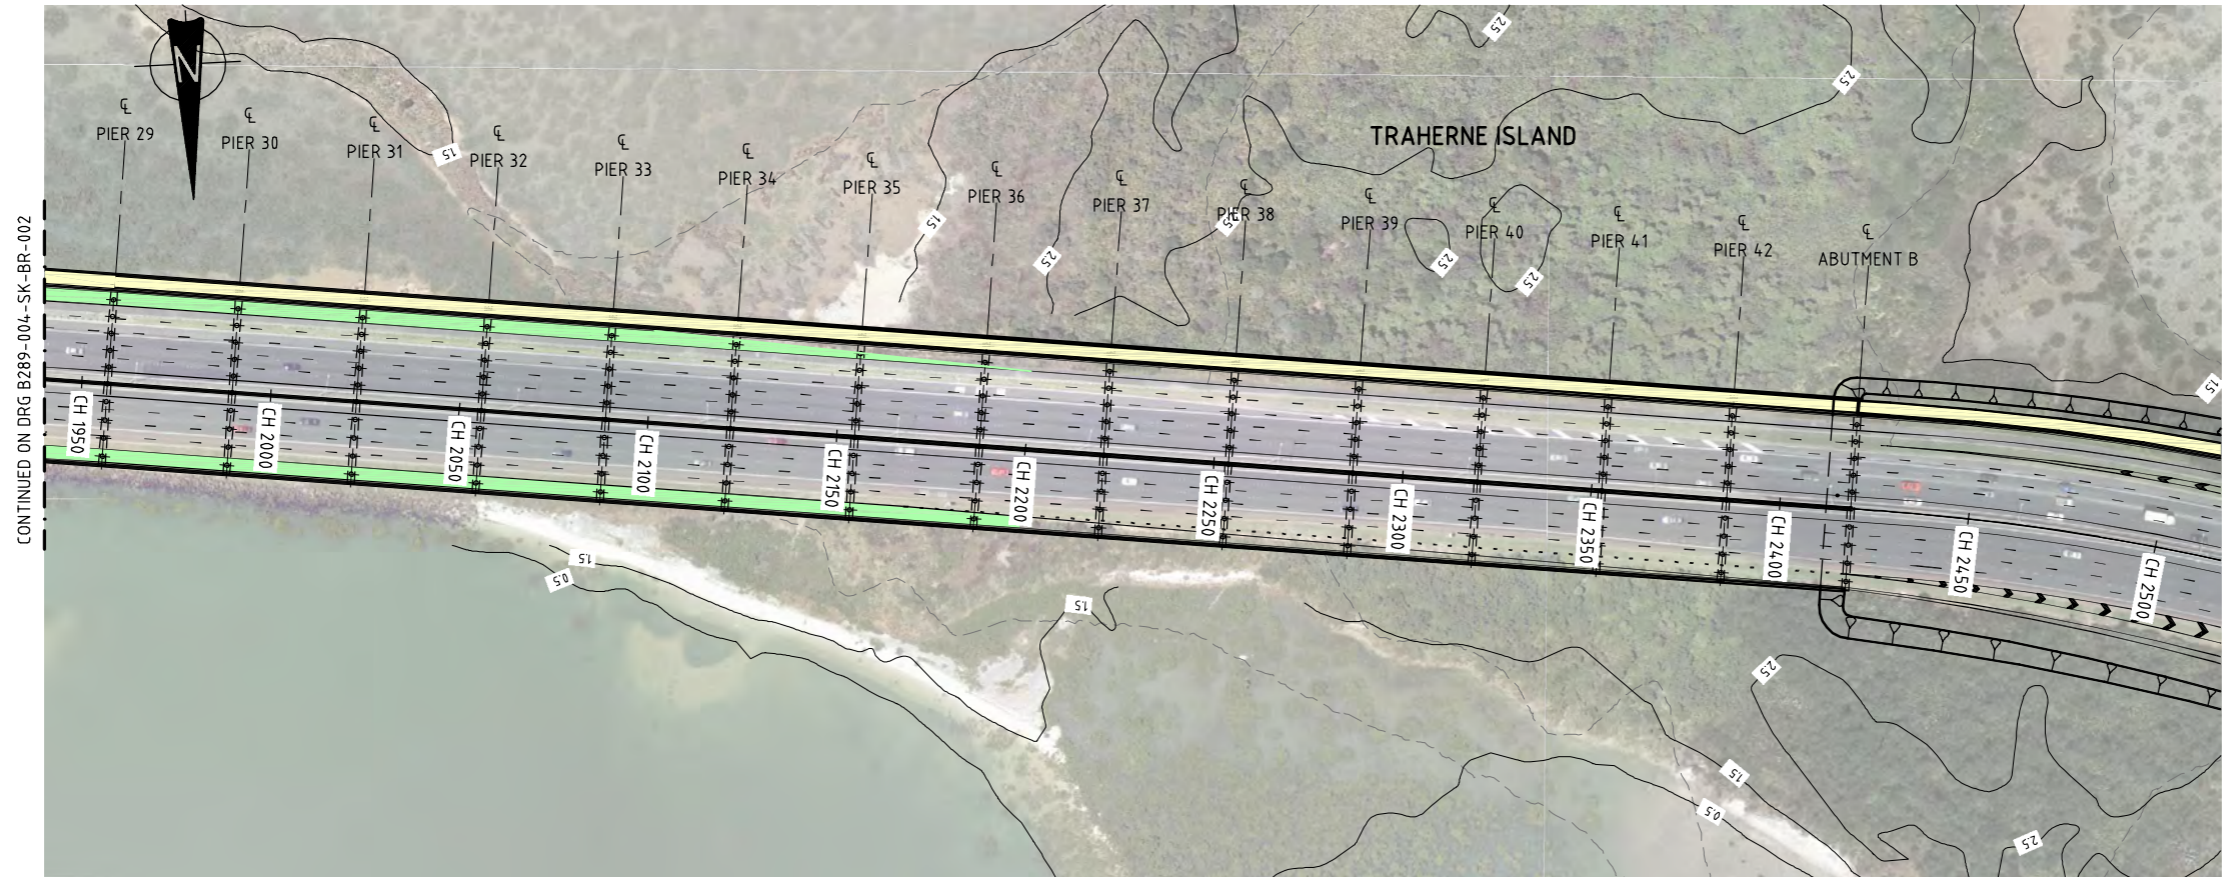 N
CONTINUED ON DRG B289-004-SK-BR-002
TRAHERNE ISLAND
℄
PIER 29
℄
PIER 30
℄
PIER 31
℄
PIER 32
℄
PIER 33
℄
PIER 34
℄
PIER 35
℄
PIER 36
℄
PIER 37
℄
PIER 38
℄
PIER 39
℄
PIER 40
℄
PIER 41
℄
PIER 42
℄
ABUTMENT B
2.5
2.5
1.5
1.5
2.5
2.5
2.5
1.5
CH 1950
CH 2000
CH 2050
CH 2100
CH 2150
CH 2200
CH 2250
CH 2300
CH 2350
CH 2400
CH 2450
CH 2500
1.5
0.5
1.5
2.5
1.5
0.5
2.5